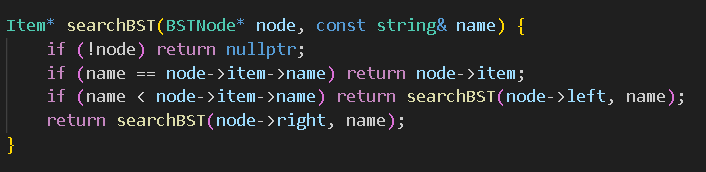 Item* searchBST(BSTNode* node, const string& name) {
    if (!node) return nullptr;
    if (name == node->item->name) return node->item;
    if (name < node->item->name) return searchBST(node->left, name);
    return searchBST(node->right, name);
}